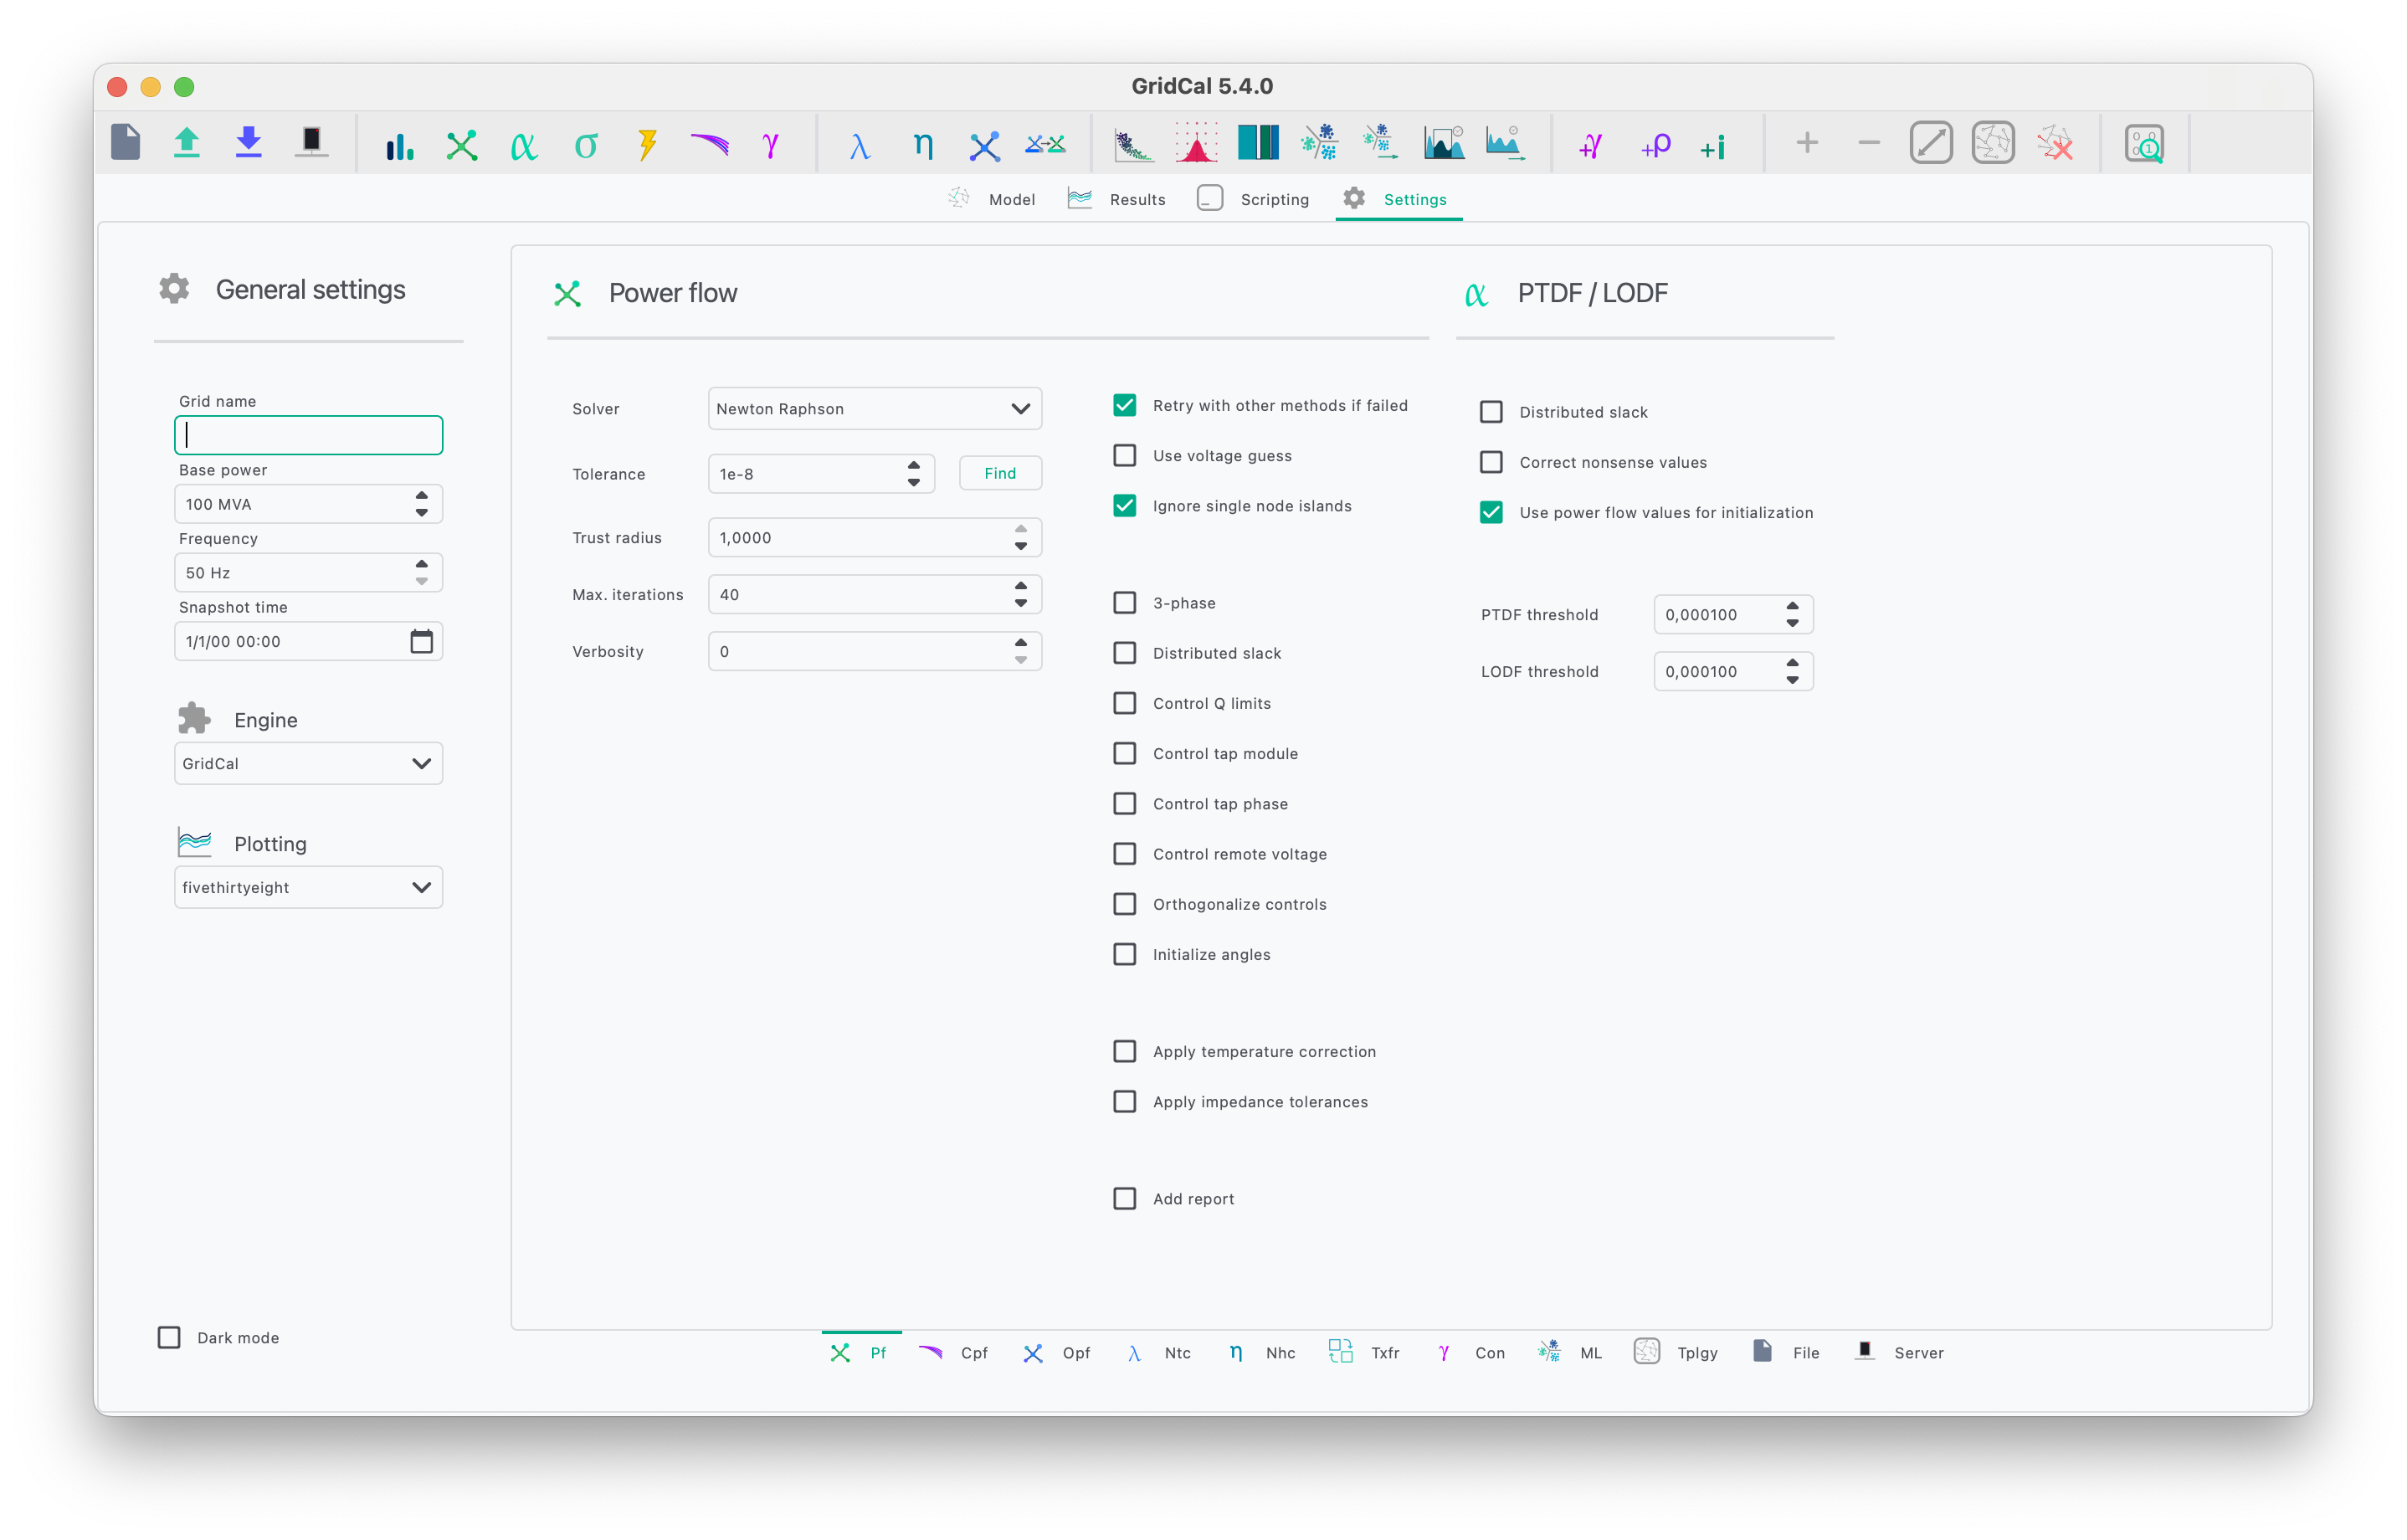 GridCal 5.4.0
α σ γ λ η +γ +ρ +i
Model Results Scripting Settings
General settings
Grid name
Base power
100 MVA
Frequency
50 Hz
Snapshot time
1/1/00 00:00
Engine
GridCal
Plotting
fivethirtyeight
Dark mode
Power flow
Solver Newton Raphson
Tolerance 1e-8 Find
Trust radius 1,0000
Max. iterations 40
Verbosity 0
Retry with other methods if failed
Use voltage guess
Ignore single node islands
3-phase
Distributed slack
Control Q limits
Control tap module
Control tap phase
Control remote voltage
Orthogonalize controls
Initialize angles
Apply temperature correction
Apply impedance tolerances
Add report
α PTDF / LODF
Distributed slack
Correct nonsense values
Use power flow values for initialization
PTDF threshold 0,000100
LODF threshold 0,000100
Pf Cpf Opf λ Ntc η Nhc Txfr γ Con ML Tplgy File Server